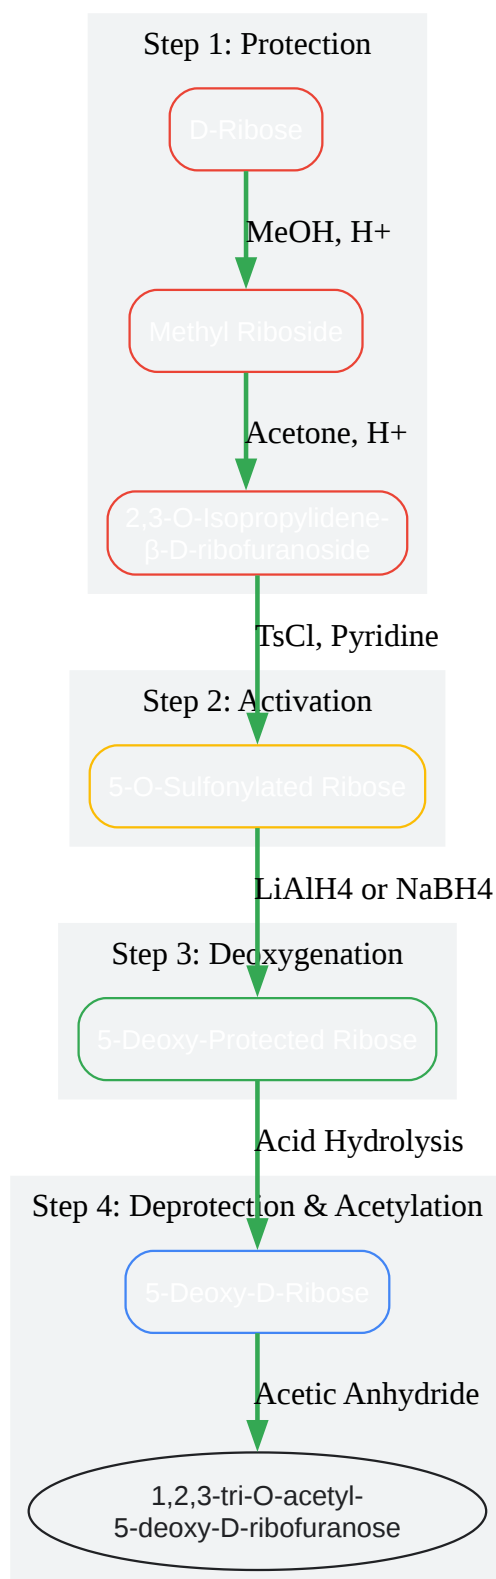 Step 1: Protection
D-Ribose
MeOH, H+
Methyl Riboside
Acetone, H+
2,3-O-Isopropylidene-
β-D-ribofuranoside
TsCl, Pyridine
Step 2: Activation
5-O-Sulfonylated Ribose
LiAlH4 or NaBH4
Step 3: Deoxygenation
5-Deoxy-Protected Ribose
Acid Hydrolysis
Step 4: Deprotection & Acetylation
5-Deoxy-D-Ribose
Acetic Anhydride
1,2,3-tri-O-acetyl-
5-deoxy-D-ribofuranose